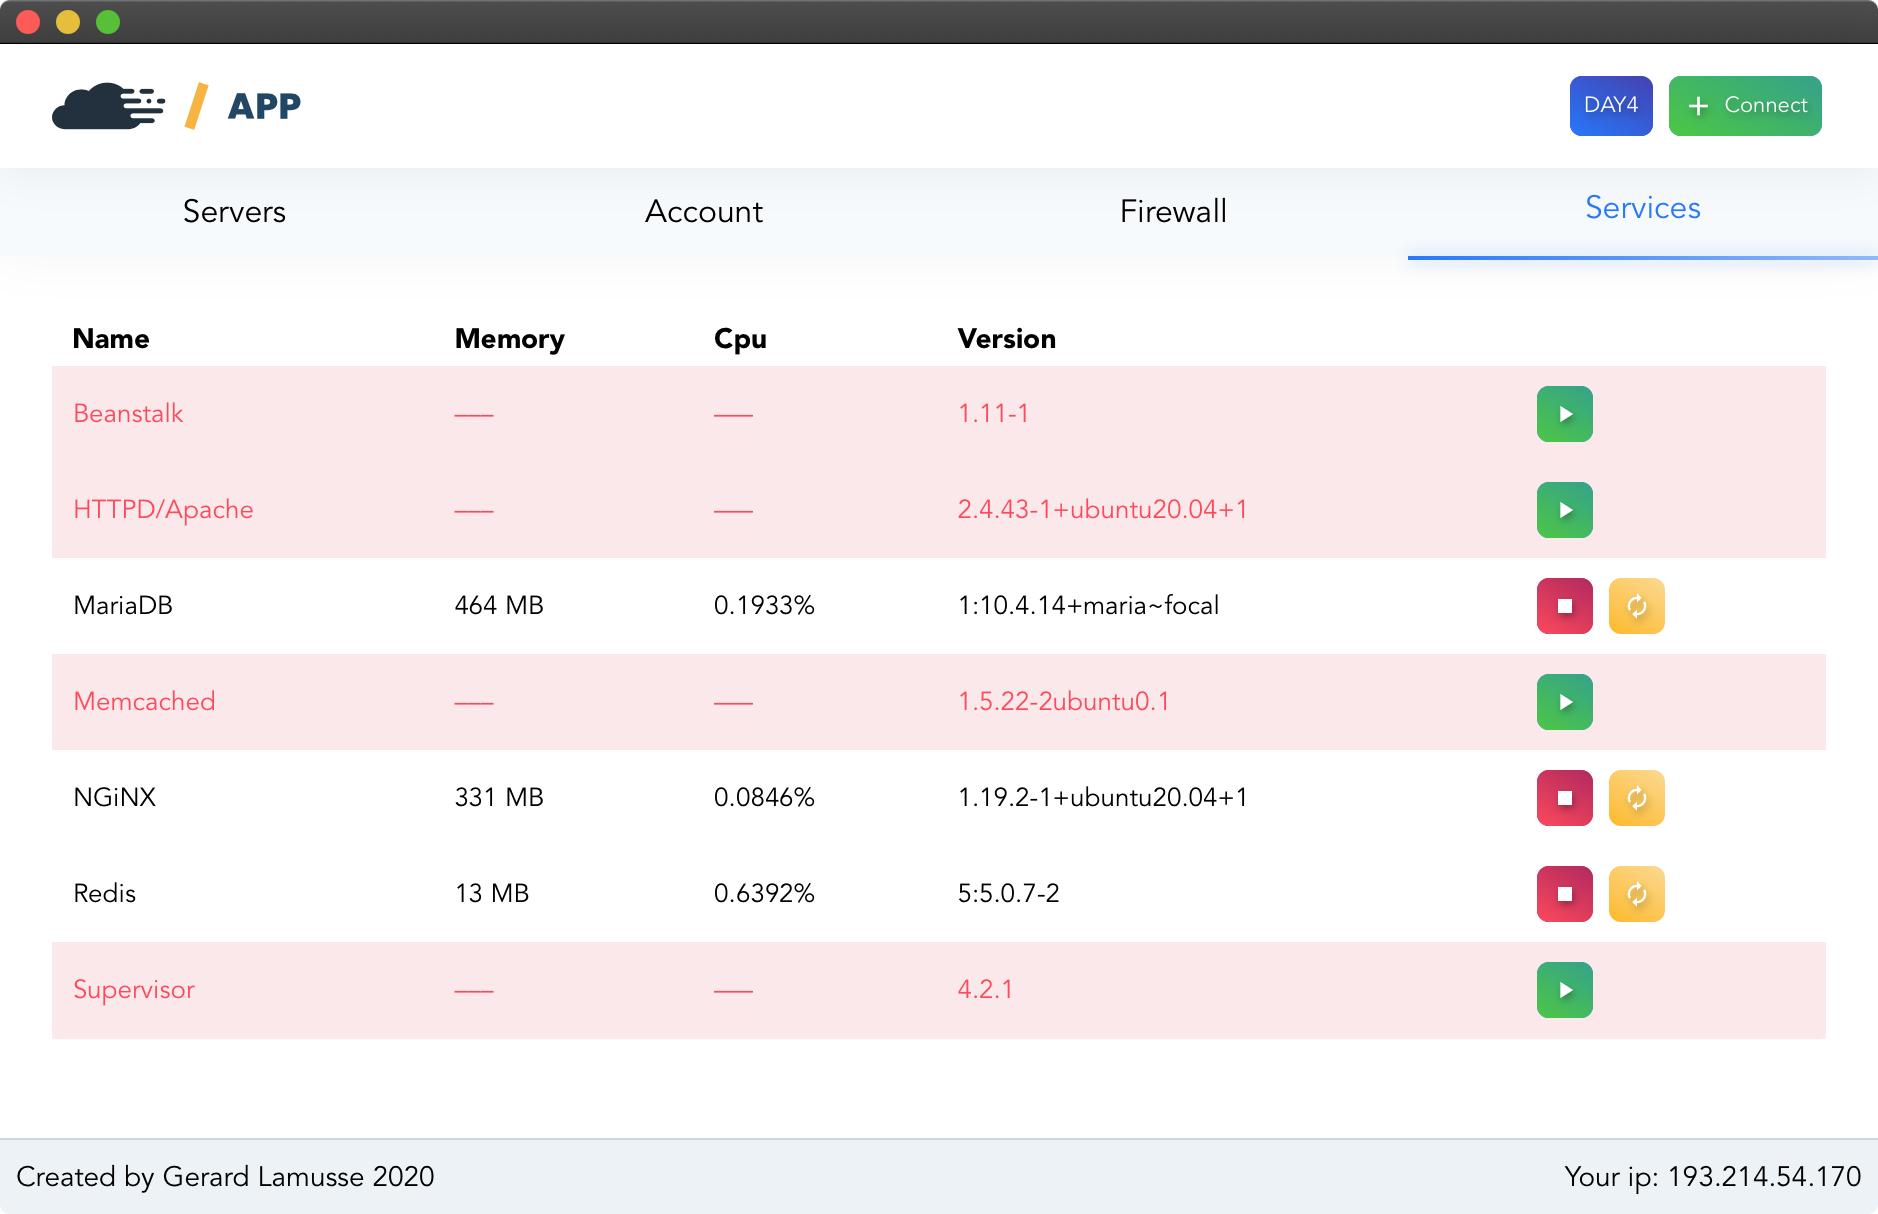 APP
DAY4
+ Connect
Servers Account Firewall Services
Name Memory Cpu Version
Beanstalk —— —— 1.11-1
HTTPD/Apache —— —— 2.4.43-1+ubuntu20.04+1
MariaDB 464 MB 0.1933% 1:10.4.14+maria~focal
Memcached —— —— 1.5.22-2ubuntu0.1
NGiNX 331 MB 0.0846% 1.19.2-1+ubuntu20.04+1
Redis 13 MB 0.6392% 5:5.0.7-2
Supervisor —— —— 4.2.1
Created by Gerard Lamusse 2020
Your ip: 193.214.54.170